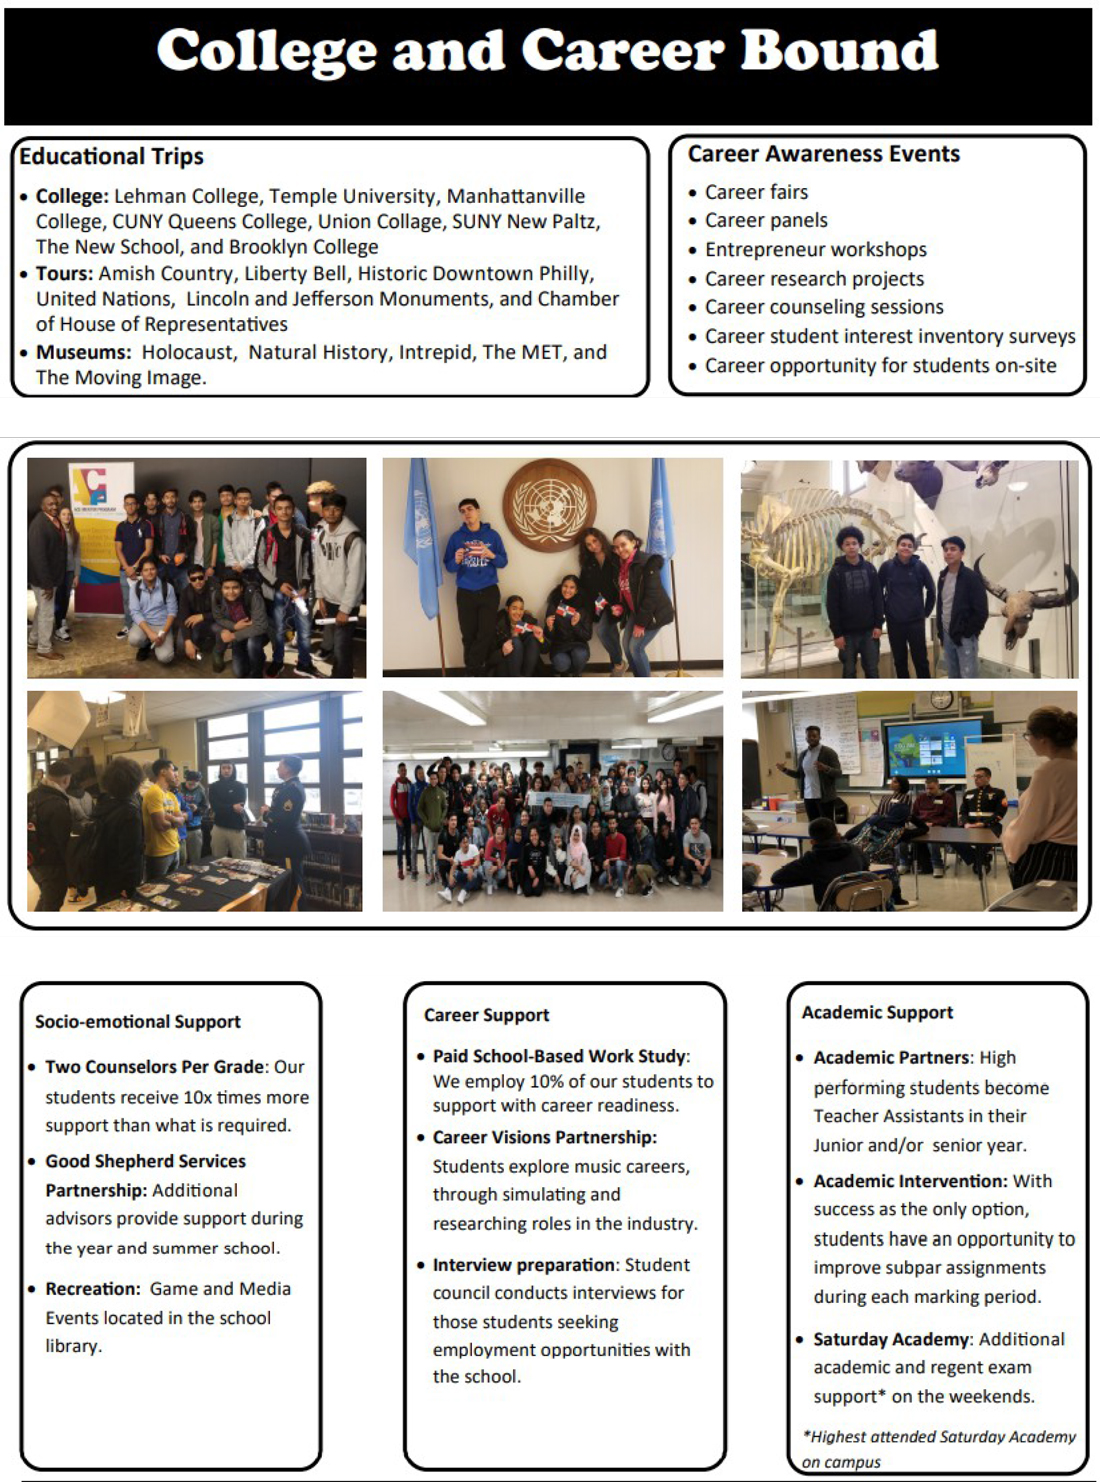 College and Career Bound
Educational Trips
• College: Lehman College, Temple University, Manhattanville
College, CUNY Queens College, Union Collage, SUNY New Paltz,
The New School, and Brooklyn College
• Tours: Amish Country, Liberty Bell, Historic Downtown Philly,
United Nations, Lincoln and Jefferson Monuments, and Chamber
of House of Representatives
• Museums: Holocaust, Natural History, Intrepid, The MET, and
The Moving Image.
Career Awareness Events
• Career fairs
• Career panels
• Entrepreneur workshops
• Career research projects
• Career counseling sessions
• Career student interest inventory surveys
• Career opportunity for students on-site
Socio-emotional Support
• Two Counselors Per Grade: Our
students receive 10x times more
support than what is required.
• Good Shepherd Services
Partnership: Additional
advisors provide support during
the year and summer school.
• Recreation: Game and Media
Events located in the school
library.
Career Support
• Paid School-Based Work Study:
We employ 10% of our students to
support with career readiness.
• Career Visions Partnership:
Students explore music careers,
through simulating and
researching roles in the industry.
• Interview preparation: Student
council conducts interviews for
those students seeking
employment opportunities with
the school.
Academic Support
• Academic Partners: High
performing students become
Teacher Assistants in their
Junior and/or senior year.
• Academic Intervention: With
success as the only option,
students have an opportunity to
improve subpar assignments
during each marking period.
• Saturday Academy: Additional
academic and regent exam
support* on the weekends.
*Highest attended Saturday Academy
on campus